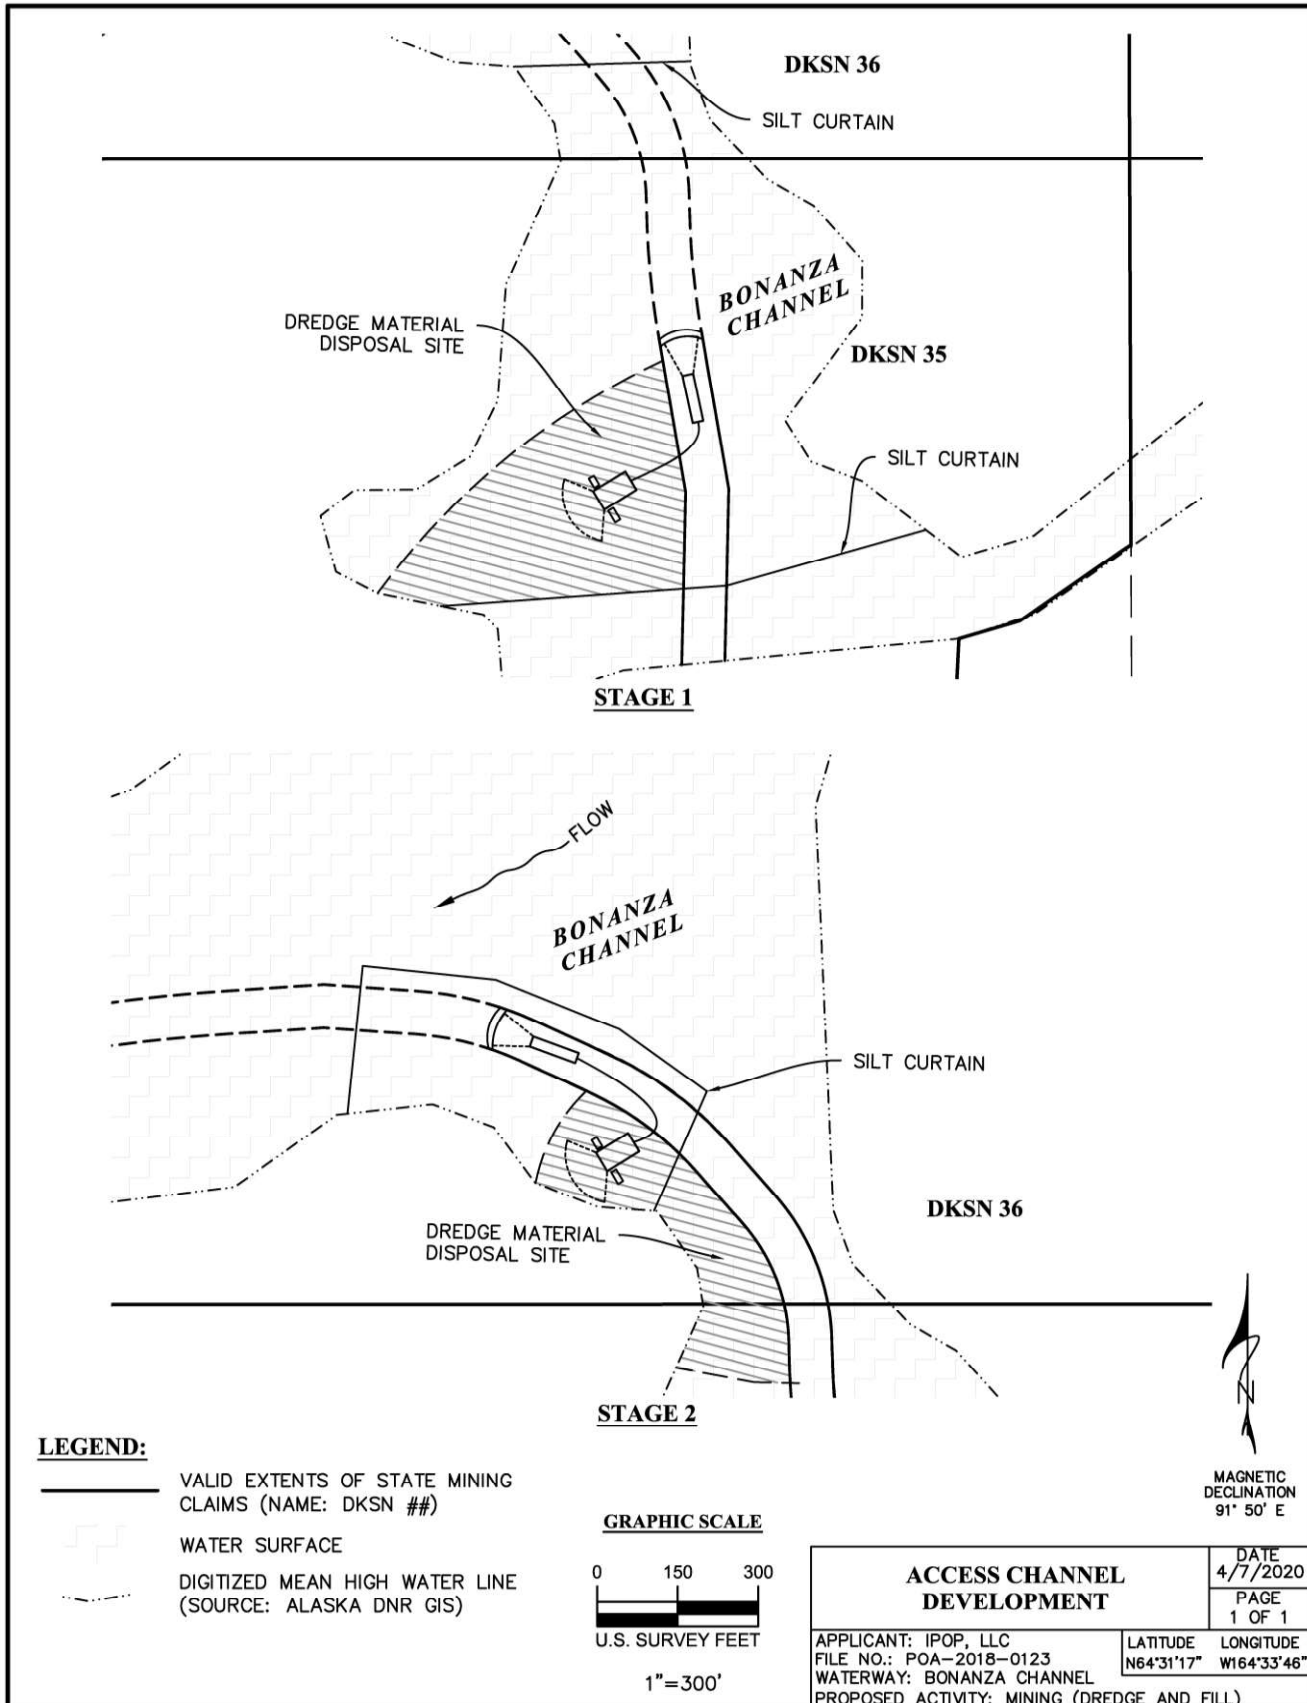 DKSN 36
SILT CURTAIN
BONANZA
CHANNEL
DREDGE MATERIAL
DISPOSAL SITE
DKSN 35
SILT CURTAIN
STAGE 1
FLOW
BONANZA
CHANNEL
SILT CURTAIN
DKSN 36
DREDGE MATERIAL
DISPOSAL SITE
STAGE 2
N
MAGNETIC
DECLINATION
91° 50' E
LEGEND:
VALID EXTENTS OF STATE MINING
CLAIMS (NAME: DKSN ##)
WATER SURFACE
DIGITIZED MEAN HIGH WATER LINE
(SOURCE: ALASKA DNR GIS)
GRAPHIC SCALE
0 150 300
U.S. SURVEY FEET
1"=300'
ACCESS CHANNEL
DEVELOPMENT
DATE
4/7/2020
PAGE
1 OF 1
APPLICANT: IPOP, LLC
FILE NO.: POA-2018-0123
WATERWAY: BONANZA CHANNEL
PROPOSED ACTIVITY: MINING (DREDGE AND FILL)
LATITUDE LONGITUDE
N64°31'17" W164°33'46"